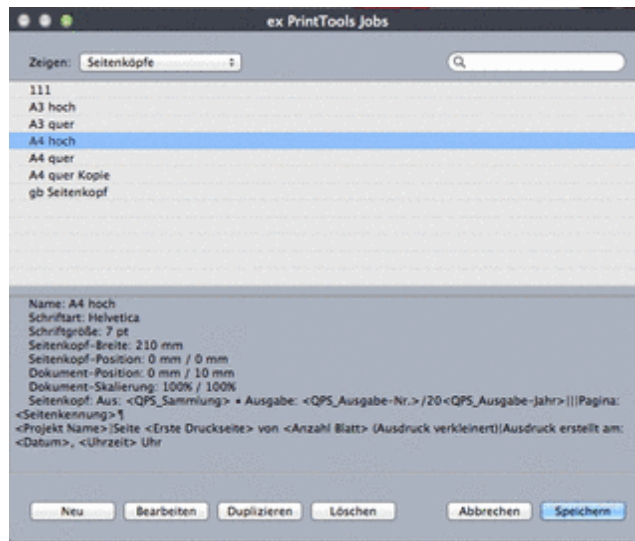 ex PrintTools Jobs
Zeigen: Seitenköpfe
111
A3 hoch
A3 quer
A4 hoch
A4 quer
A4 quer Kopie
gb Seitenkopf
Name: A4 hoch
Schriftart: Helvetica
Schriftgröße: 7 pt
Seitenkopf-Breite: 210 mm
Seitenkopf-Position: 0 mm / 0 mm
Dokument-Position: 0 mm / 10 mm
Dokument-Skalierung: 100% / 100%
Seitenkopf: Aus: <QPS_Sammlung> • Ausgabe: <QPS_Ausgabe-Nr.>/20<QPS_Ausgabe-Jahr>|||Pagina:
<Seitenkennung>¶
<Projekt Name>|Seite <Erste Druckseite> von <Anzahl Blatt> (Ausdruck verkleinert)|Ausdruck erstellt am:
<Datum>, <Uhrzeit> Uhr
Neu Bearbeiten Duplizieren Löschen Abbrechen Speichern